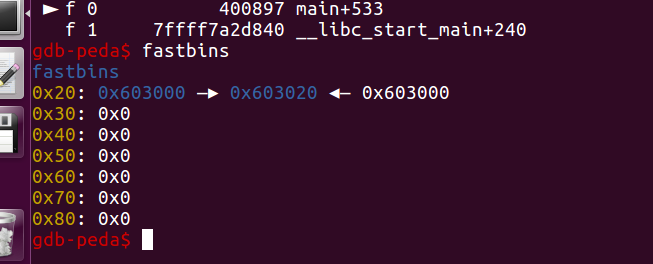 ► f 0 400897 main+533
f 1 7ffff7a2d840 __libc_start_main+240
gdb-peda$ fastbins
fastbins
0x20: 0x603000 —► 0x603020 ◄— 0x603000
0x30: 0x0
0x40: 0x0
0x50: 0x0
0x60: 0x0
0x70: 0x0
0x80: 0x0
gdb-peda$